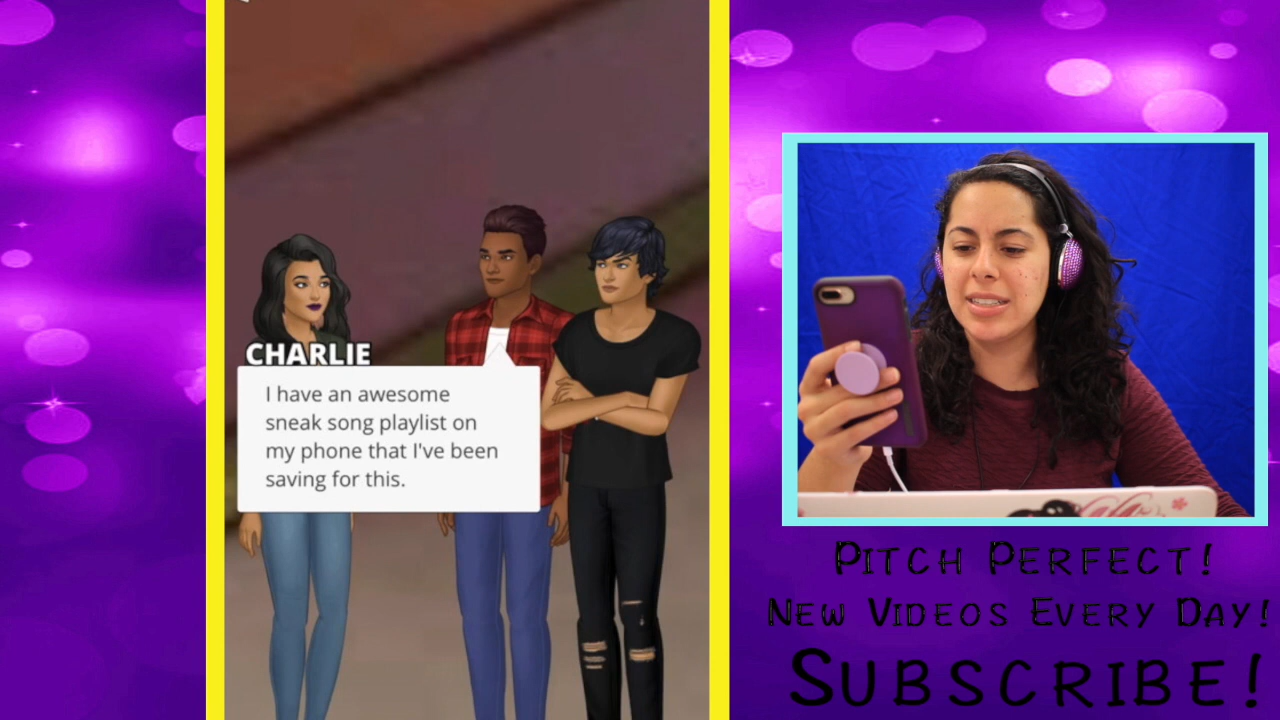 CHARLIE
I have an awesome
sneak song playlist on
my phone that I've been
saving for this.
PITCH PERFECT!
NEW VIDEOS EVERY DAY!
SUBSCRIBE!